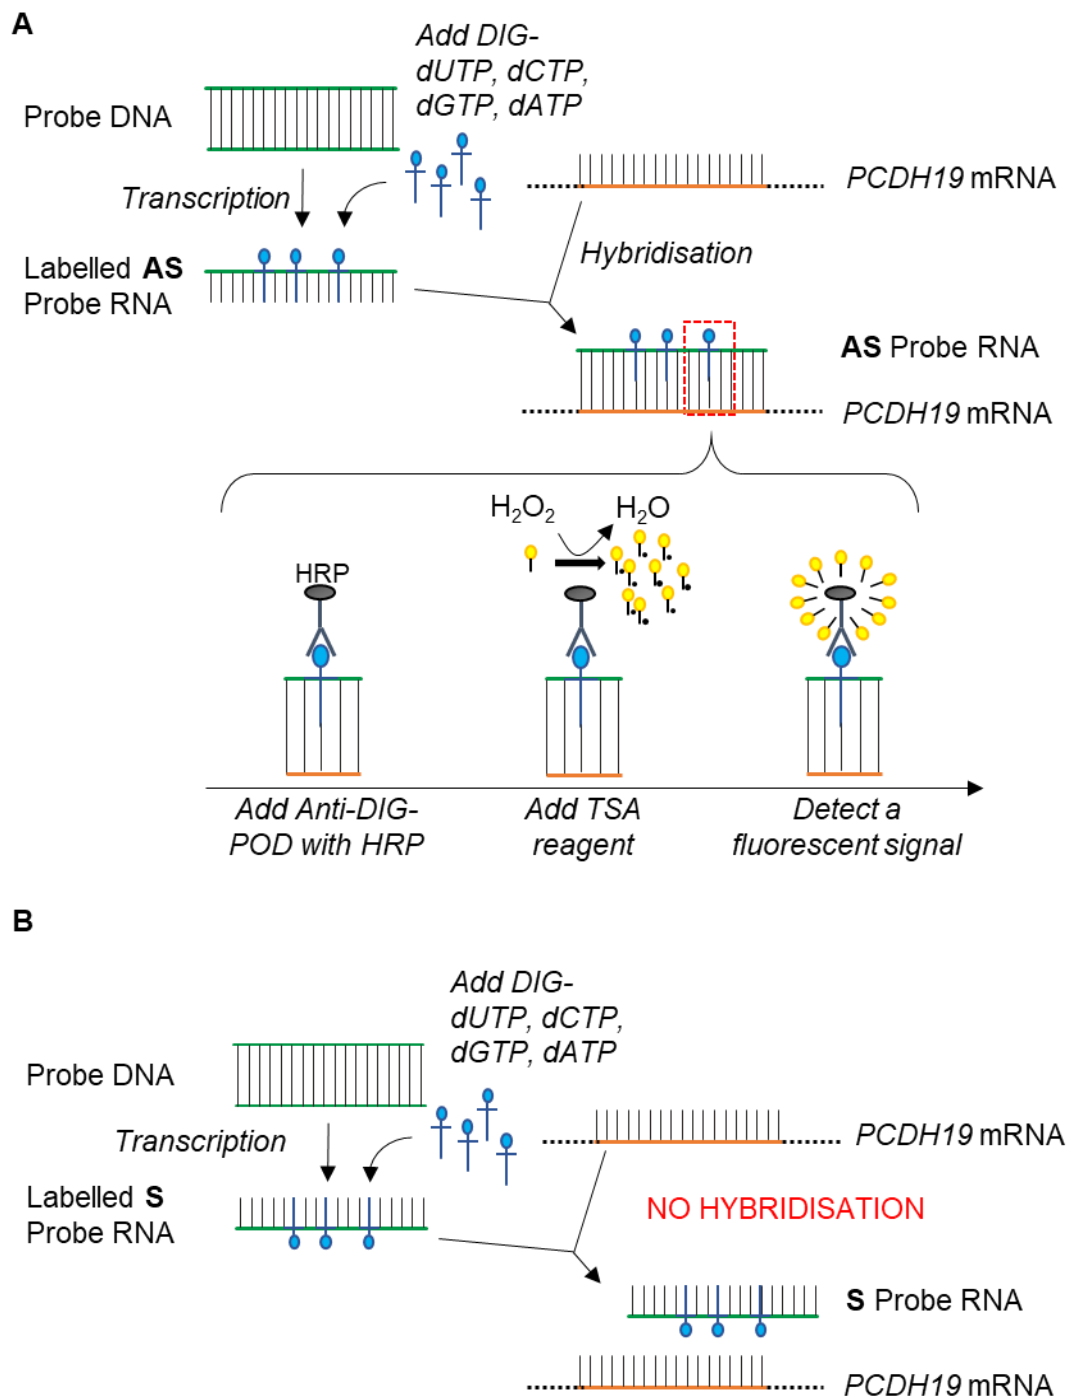 A
Add DIG-
dUTP, dCTP,
dGTP, dATP
Probe DNA
Transcription
PCDH19 mRNA
Hybridisation
Labelled AS
Probe RNA
AS Probe RNA
PCDH19 mRNA
H₂O₂
H₂O
HRP
Add Anti-DIG-
POD with HRP
Add TSA
reagent
Detect a
fluorescent signal
B
Add DIG-
dUTP, dCTP,
dGTP, dATP
Probe DNA
Transcription
PCDH19 mRNA
Labelled S
Probe RNA
NO HYBRIDISATION
S Probe RNA
PCDH19 mRNA